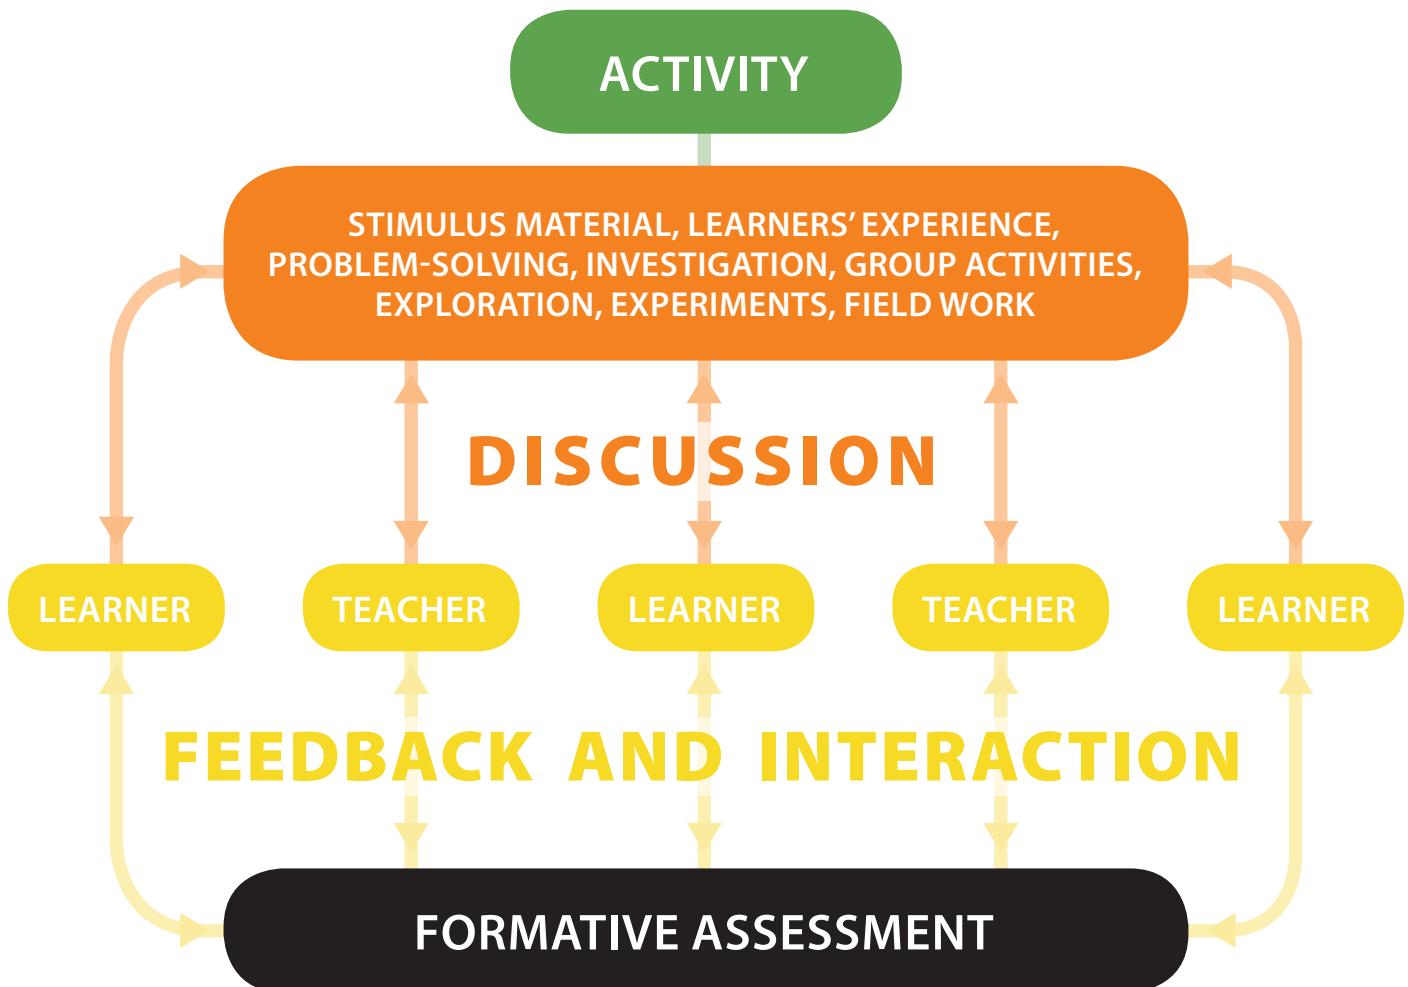 ACTIVITY
STIMULUS MATERIAL, LEARNERS’ EXPERIENCE,
PROBLEM-SOLVING, INVESTIGATION, GROUP ACTIVITIES,
EXPLORATION, EXPERIMENTS, FIELD WORK
DISCUSSION
LEARNER TEACHER LEARNER TEACHER LEARNER
FEEDBACK AND INTERACTION
FORMATIVE ASSESSMENT